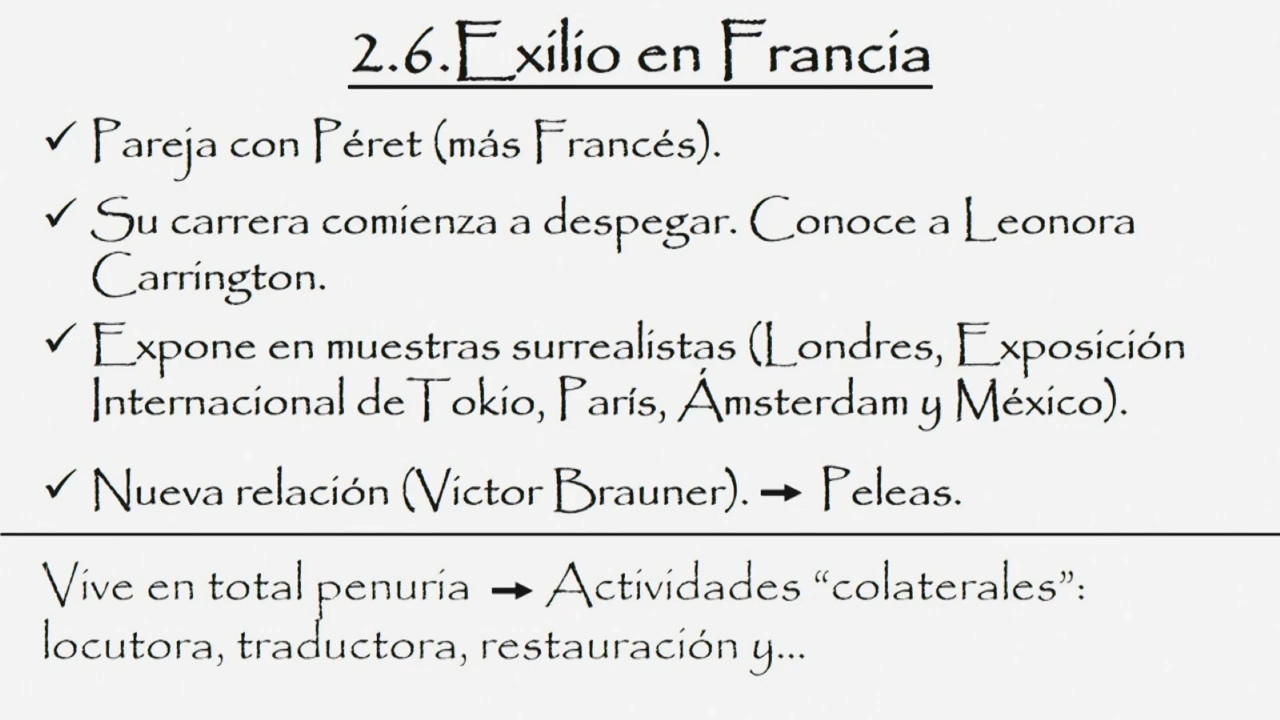 2.6.Exilio en Francia
✓ Pareja con Péret (más Francés).
✓ Su carrera comienza a despegar. Conoce a Leonora
Carrington.
✓ Expone en muestras surrealistas (Londres, Exposición
Internacional de Tokio, París, Ámsterdam y México).
✓ Nueva relación (Victor Brauner). → Peleas.
Vive en total penuria → Actividades “colaterales”:
locutora, traductora, restauración y...